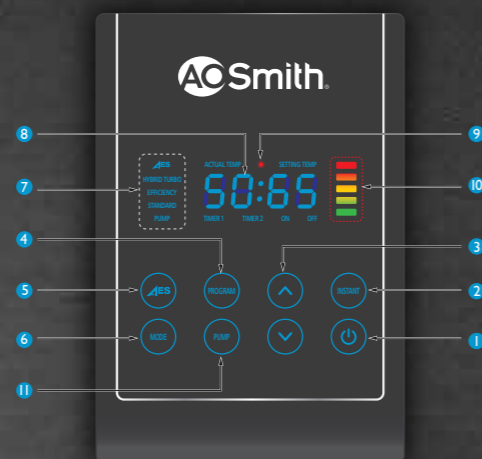 AOSmith®
8
9
AES
ACTUAL TEMP
SETTING TEMP
HYBRID TURBO
7
EFFICIENCY
50:65
10
STANDARD
PUMP
TIMER 1
TIMER 2
ON
OFF
4
3
5
AES
PROGRAM
INSTANT
2
6
MODE
PUMP
1
11